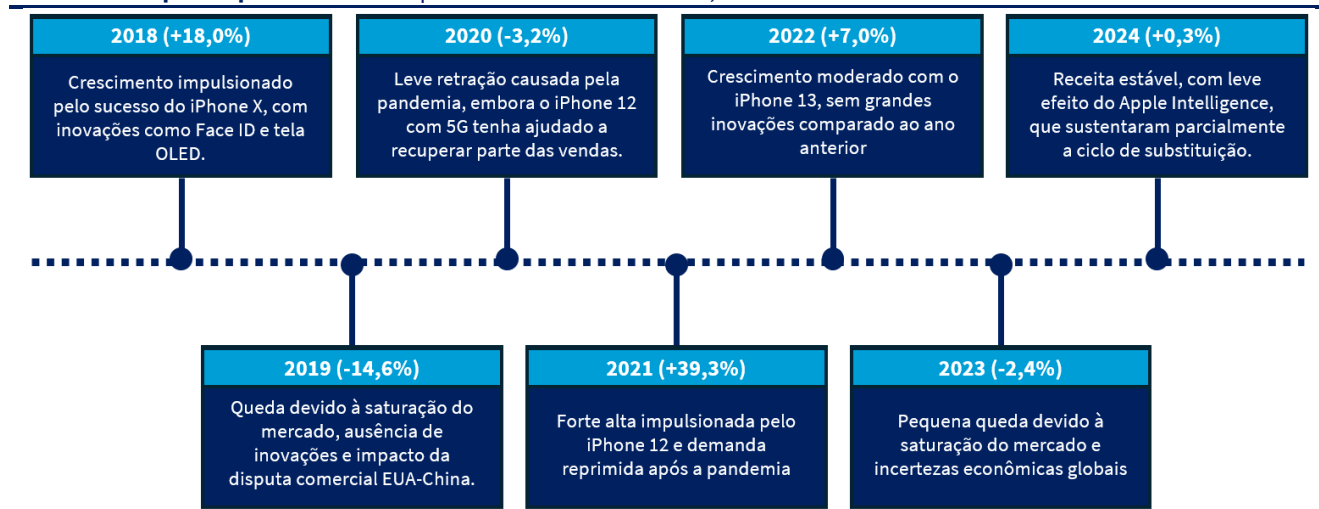 2018 (+18,0%)
Crescimento impulsionado
pelo sucesso do iPhone X, com
inovações como Face ID e tela
OLED.
2020 (-3,2%)
Leve retração causada pela
pandemia, embora o iPhone 12
com 5G tenha ajudado a
recuperar parte das vendas.
2022 (+7,0%)
Crescimento moderado com o
iPhone 13, sem grandes
inovações comparado ao ano
anterior
2024 (+0,3%)
Receita estável, com leve
efeito do Apple Intelligence,
que sustentaram parcialmente
a ciclo de substituição.
2019 (-14,6%)
Queda devido à saturação do
mercado, ausência de
inovações e impacto da
disputa comercial EUA-China.
2021 (+39,3%)
Forte alta impulsionada pelo
iPhone 12 e demanda
reprimida após a pandemia
2023 (-2,4%)
Pequena queda devido à
saturação do mercado e
incertezas econômicas globais